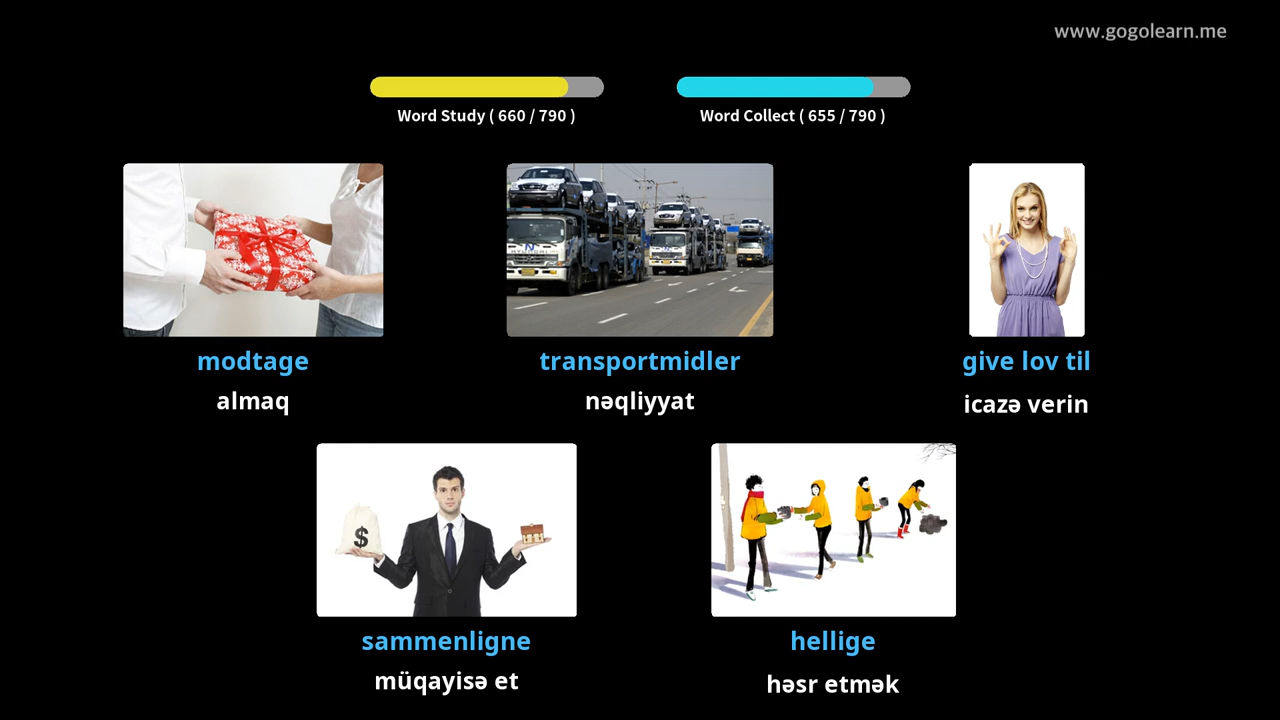 www.gogolearn.me
Word Study ( 660 / 790 )
Word Collect ( 655 / 790 )
modtage
almaq
transportmidler
nəqliyyat
give lov til
icazə verin
$
sammenligne
müqayisə et
hellige
həsr etmək